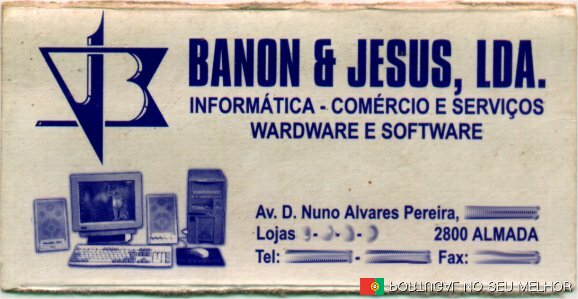 BANON & JESUS, LDA.
INFORMÁTICA - COMÉRCIO E SERVIÇOS
WARDWARE E SOFTWARE
Av. D. Nuno Alvares Pereira,
Lojas
2800 ALMADA
Tel: - Fax:
PORTUGAL NO SEU MELHOR